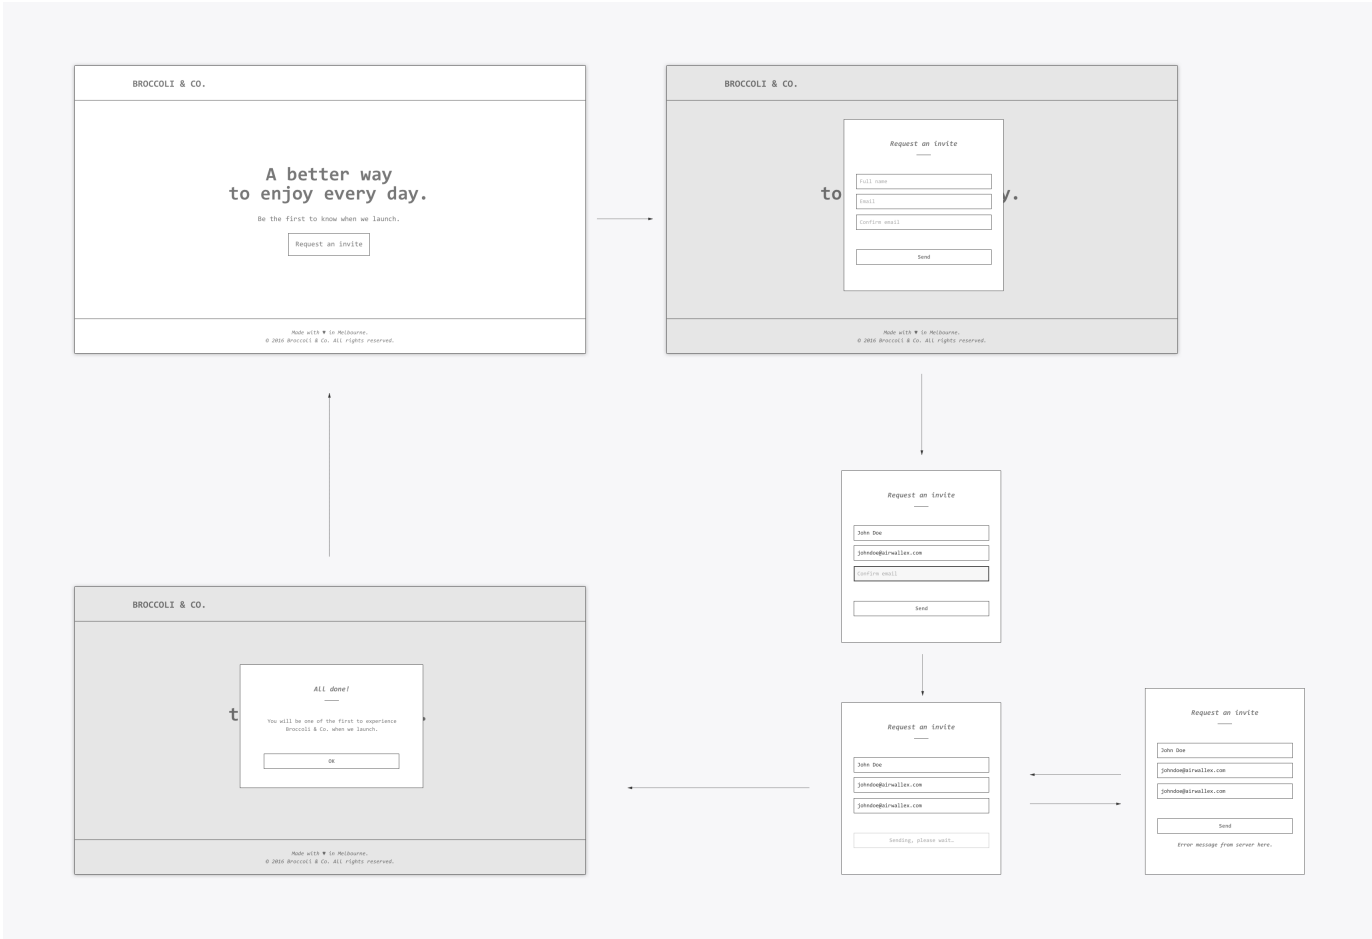 BROCCOLI & CO.
A better way
to enjoy every day.
Be the first to know when we launch.
Request an invite
Made with ♥ in Melbourne.
© 2016 Broccoli & Co. All rights reserved.
BROCCOLI & CO.
Request an invite
to y.
Full name
Email
Confirm email
Send
Made with ♥ in Melbourne.
© 2016 Broccoli & Co. All rights reserved.
Request an invite
John Doe
johndoe@airwallex.com
Confirm email
Send
Request an invite
John Doe
johndoe@airwallex.com
johndoe@airwallex.com
Sending, please wait…
Request an invite
John Doe
johndoe@airwallex.com
johndoe@airwallex.com
Send
Error message from server here.
BROCCOLI & CO.
All done!
t .
You will be one of the first to experience
Broccoli & Co. when we launch.
OK
Made with ♥ in Melbourne.
© 2016 Broccoli & Co. All rights reserved.